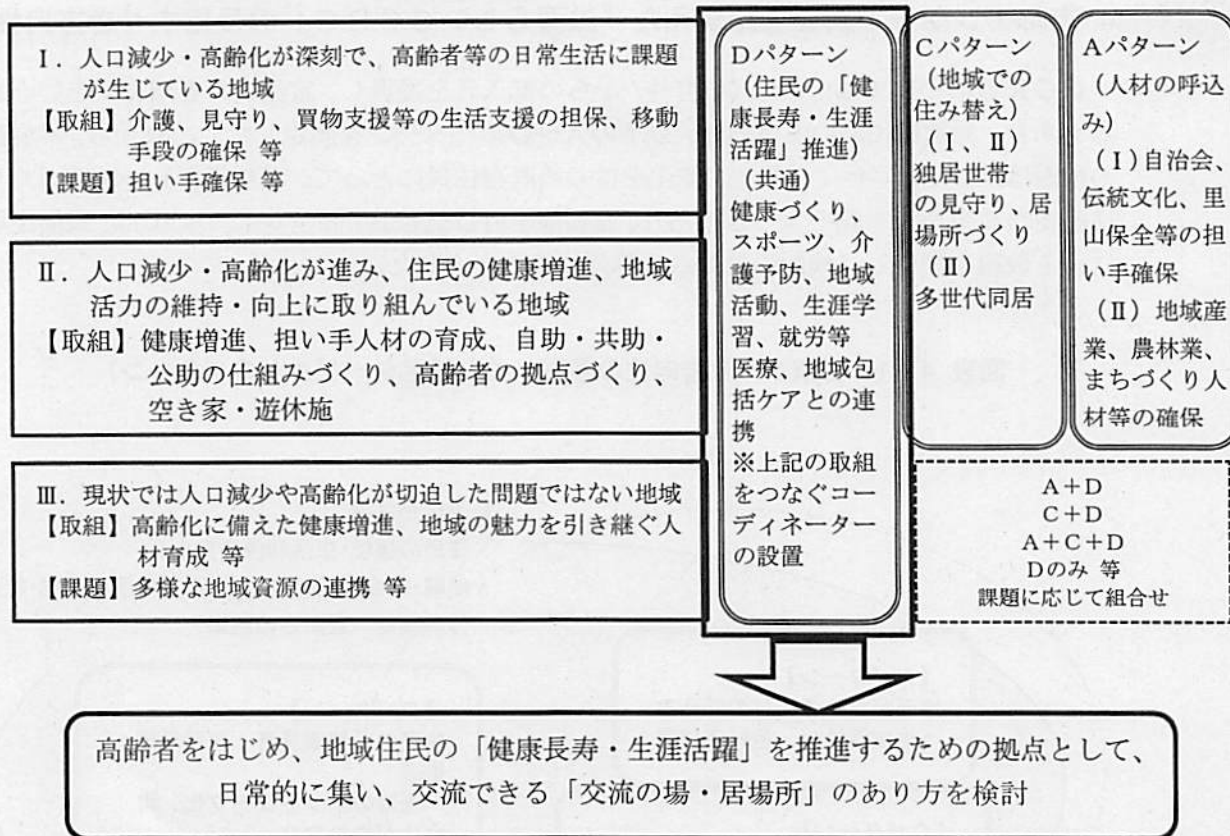 Ⅰ．人口減少・高齢化が深刻で、高齢者等の日常生活に課題
が生じている地域
【取組】介護、見守り、買物支援等の生活支援の担保、移動
手段の確保 等
【課題】担い手確保 等
Ⅱ．人口減少・高齢化が進み、住民の健康増進、地域
活力の維持・向上に取り組んでいる地域
【取組】健康増進、担い手人材の育成、自助・共助・
公助の仕組みづくり、高齢者の拠点づくり、
空き家・遊休施
Ⅲ．現状では人口減少や高齢化が切迫した問題ではない地域
【取組】高齢化に備えた健康増進、地域の魅力を引き継ぐ人
材育成 等
【課題】多様な地域資源の連携 等
Dパターン
（住民の「健
康長寿・生涯
活躍」推進）
（共通）
健康づくり、
スポーツ、介
護予防、地域
活動、生涯学
習、就労等
医療、地域包
括ケアとの連
携
※上記の取組
をつなぐコー
ディネーター
の設置
Cパターン
（地域での
住み替え）
（Ⅰ、Ⅱ）
独居世帯
の見守り、居
場所づくり
（Ⅱ）
多世代同居
Aパターン
（人材の呼込
み）
（Ⅰ）自治会、
伝統文化、里
山保全等の担
い手確保
（Ⅱ）地域産
業、農林業、
まちづくり人
材等の確保
A＋D
C＋D
A＋C＋D
Dのみ 等
課題に応じて組合せ
高齢者をはじめ、地域住民の「健康長寿・生涯活躍」を推進するための拠点として、
日常的に集い、交流できる「交流の場・居場所」のあり方を検討